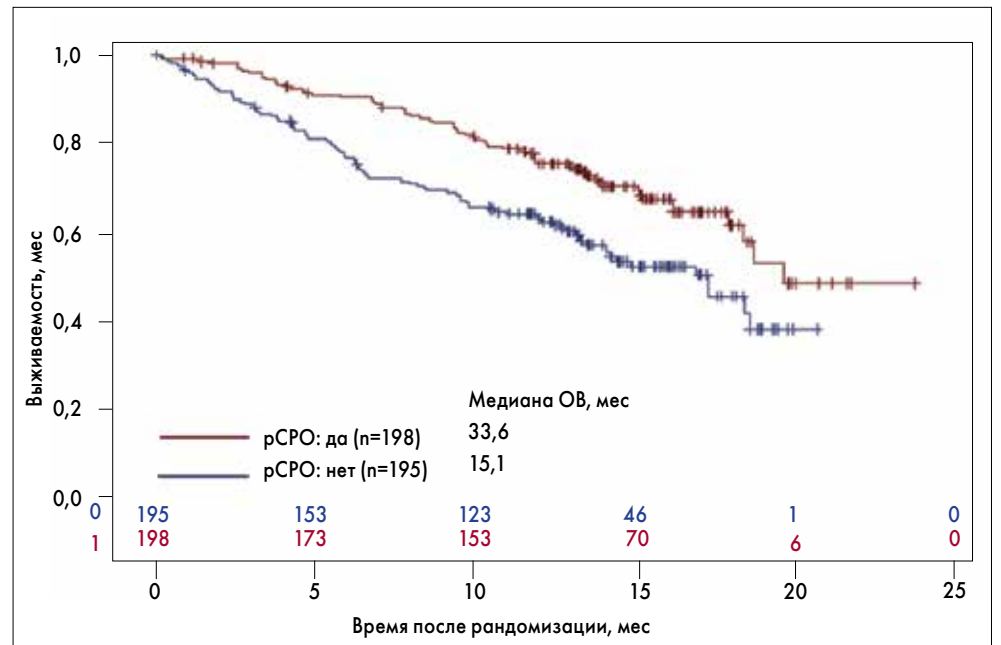 1,0
0,8
0,6
0,4
0,2
0,0
Выживаемость, мес
Медиана ОВ, мес
рСРО: да (n=198) 33,6
рСРО: нет (n=195) 15,1
0 195 153 123 46 1 0
1 198 173 153 70 6 0
0 5 10 15 20 25
Время после рандомизации, мес